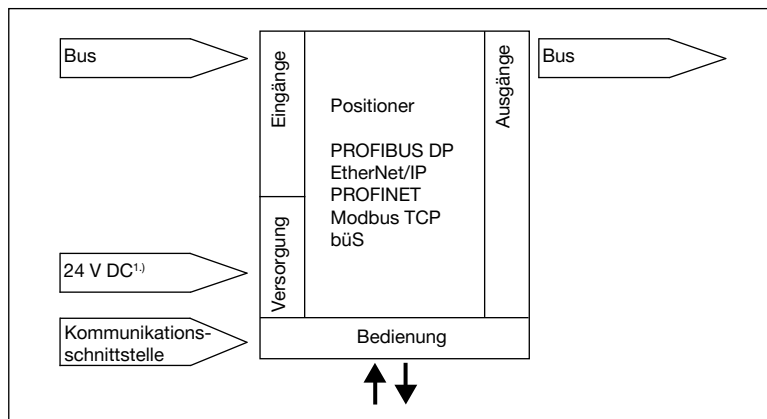 Bus
Eingänge
Positioner
PROFIBUS DP
EtherNet/IP
PROFINET
Modbus TCP
büS
Ausgänge
Bus
Versorgung
24 V DC1.)
Kommunikations-
schnittstelle
Bedienung